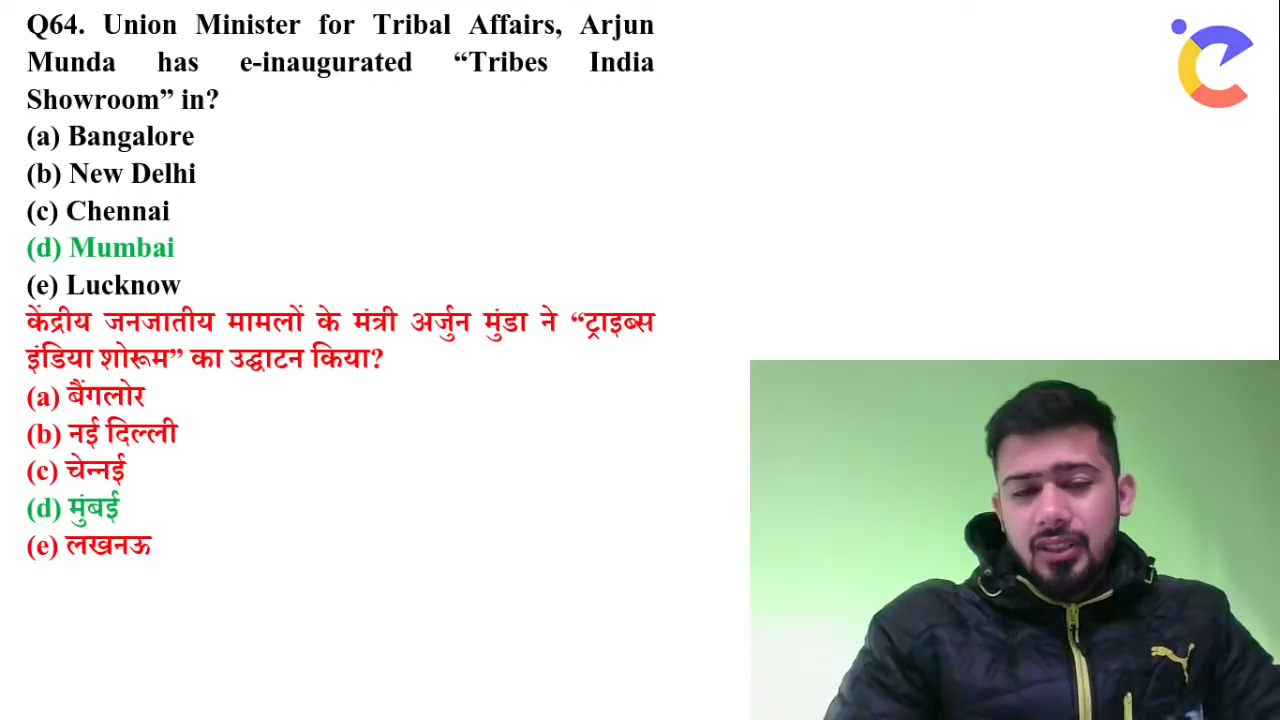 Q64. Union Minister for Tribal Affairs, Arjun
Munda has e-inaugurated “Tribes India
Showroom” in?
(a) Bangalore
(b) New Delhi
(c) Chennai
(d) Mumbai
(e) Lucknow
केंद्रीय जनजातीय मामलों के मंत्री अर्जुन मुंडा ने “ट्राइब्स
इंडिया शोरूम” का उद्घाटन किया?
(a) बैंगलोर
(b) नई दिल्ली
(c) चेन्नई
(d) मुंबई
(e) लखनऊ